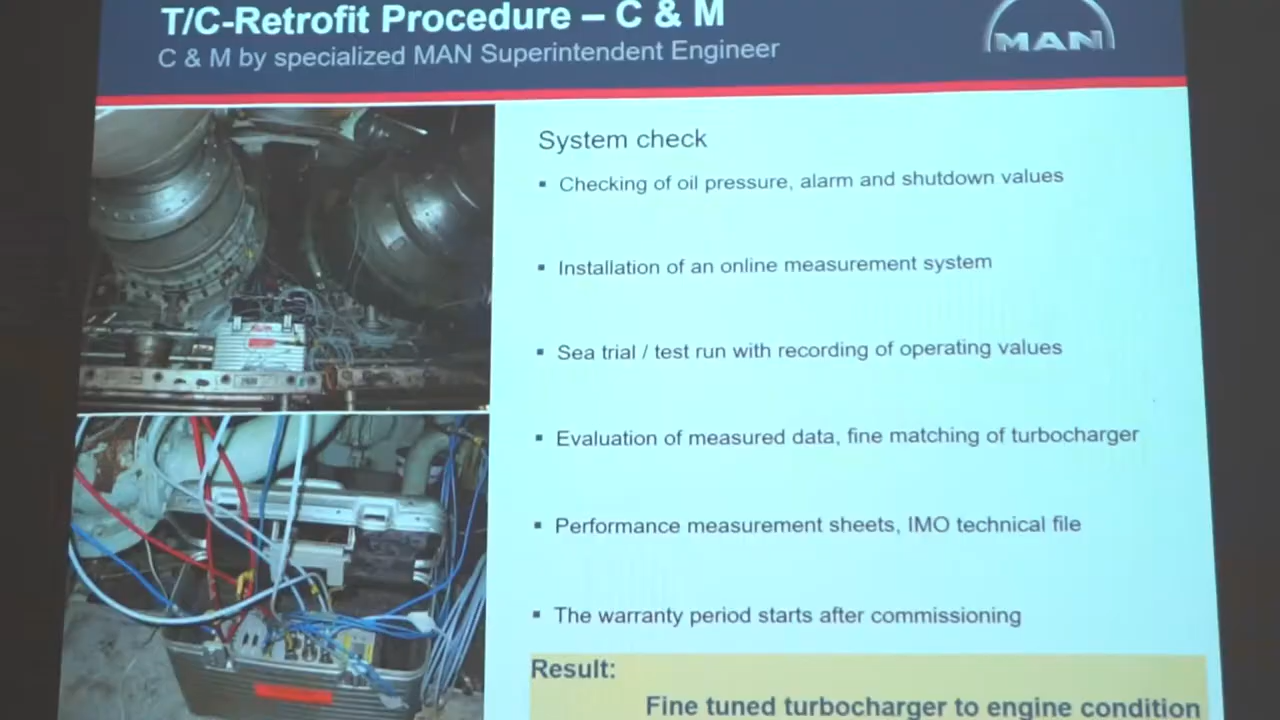 T/C-Retrofit Procedure – C & M
C & M by specialized MAN Superintendent Engineer
MAN
System check
▪ Checking of oil pressure, alarm and shutdown values
▪ Installation of an online measurement system
▪ Sea trial / test run with recording of operating values
▪ Evaluation of measured data, fine matching of turbocharger
▪ Performance measurement sheets, IMO technical file
▪ The warranty period starts after commissioning
Result:
Fine tuned turbocharger to engine condition